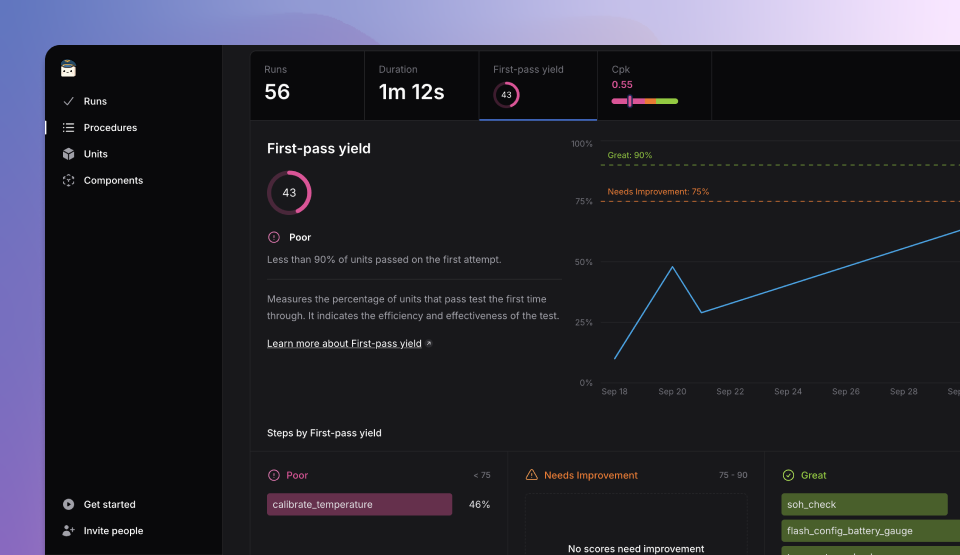 Runs
Procedures
Units
Components
Get started
Invite people
Runs
56
Duration
1m 12s
First-pass yield
43
Cpk
0.55
First-pass yield
43
Poor
Less than 90% of units passed on the first attempt.
Measures the percentage of units that pass test the first time
through. It indicates the efficiency and effectiveness of the test.
Learn more about First-pass yield
100%
Great: 90%
Needs Improvement: 75%
75%
50%
25%
0%
Sep 18
Sep 20
Sep 22
Sep 24
Sep 26
Sep 28
Steps by First-pass yield
Poor
< 75
calibrate_temperature
46%
Needs Improvement
75 - 90
No scores need improvement
Great
soh_check
flash_config_battery_gauge